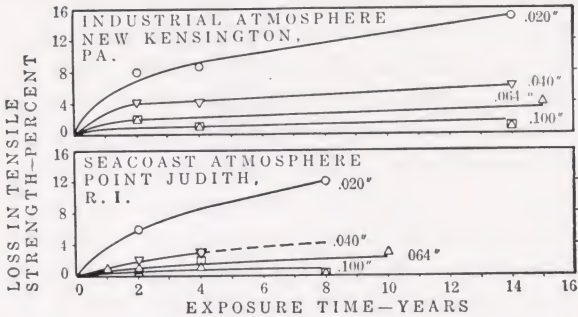 16
12
8
4
0
INDUSTRIAL ATMOSPHERE
NEW KENSINGTON,
PA.
.020"
.040"
.064"
.100"
16
12
8
4
0
SEACOAST ATMOSPHERE
POINT JUDITH,
R. I.
.020"
.040"
064"
.100"
LOSS IN TENSILE
STRENGTH—PERCENT
0 2 4 6 8 10 12 14 16
EXPOSURE TIME—YEARS